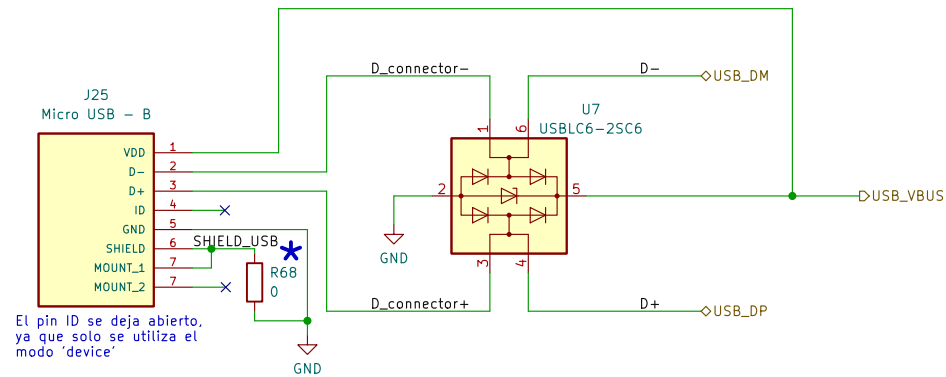 D_connector-
D-
USB_DM
J25
Micro USB - B
U7
USBLC6-2SC6
1
6
VDD
1
D-
2
D+
3
2
5
USB_VBUS
ID
4
GND
5
SHIELD
6
SHIELD_USB
*
MOUNT_1
7
R68
0
MOUNT_2
7
GND
3
4
D_connector+
D+
USB_DP
El pin ID se deja abierto,
ya que solo se utiliza el
modo 'device'
GND